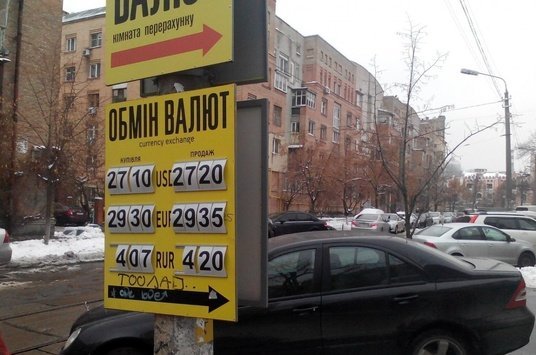 ВАЛЮТ
кімната перерахунку
ОБМІН ВАЛЮТ
currency exchange
КУПІВЛЯ ПРОДАЖ
27 10 USD 27 20
29 30 EUR 29 35
4 07 RUR 4 20